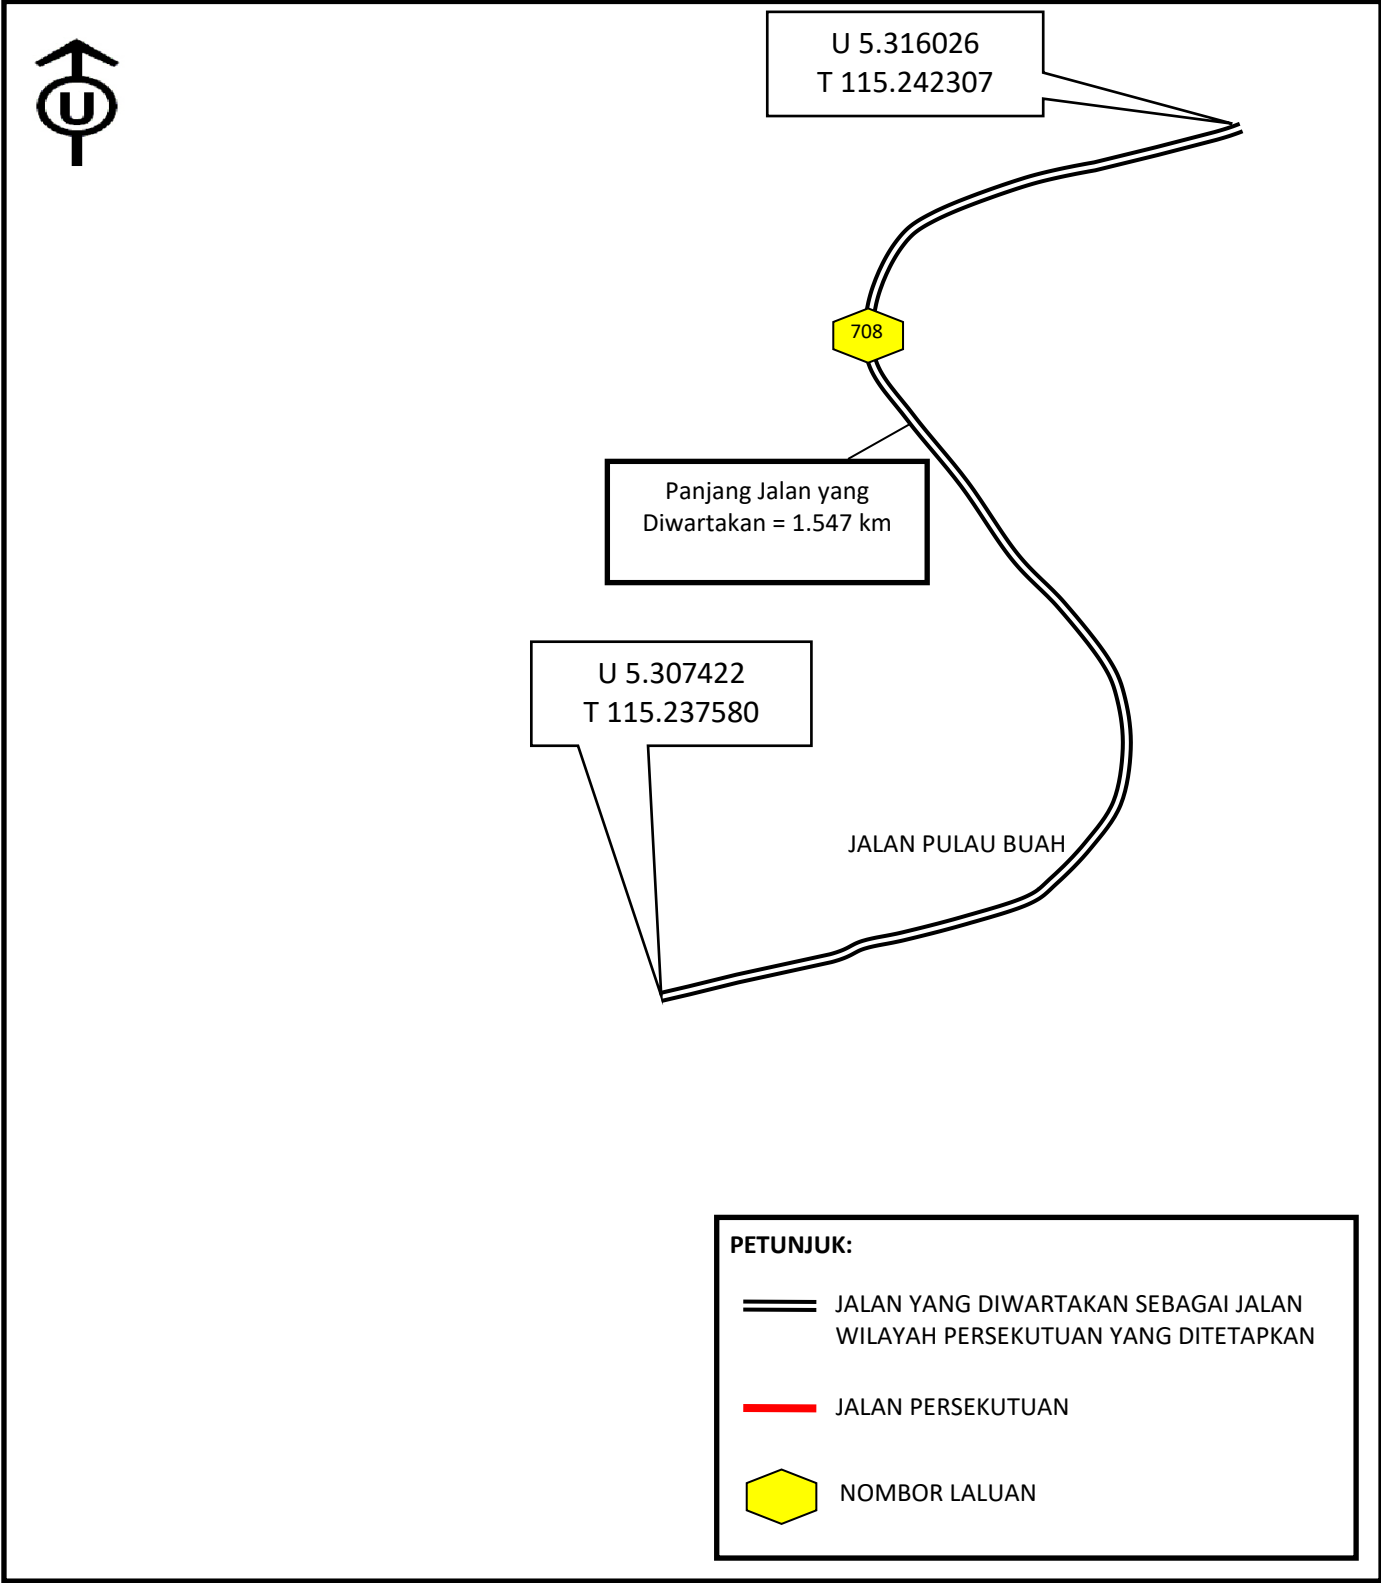 U
U 5.316026
T 115.242307
708
Panjang Jalan yang
Diwartakan = 1.547 km
U 5.307422
T 115.237580
JALAN PULAU BUAH
PETUNJUK:
JALAN YANG DIWARTAKAN SEBAGAI JALAN
WILAYAH PERSEKUTUAN YANG DITETAPKAN
JALAN PERSEKUTUAN
NOMBOR LALUAN